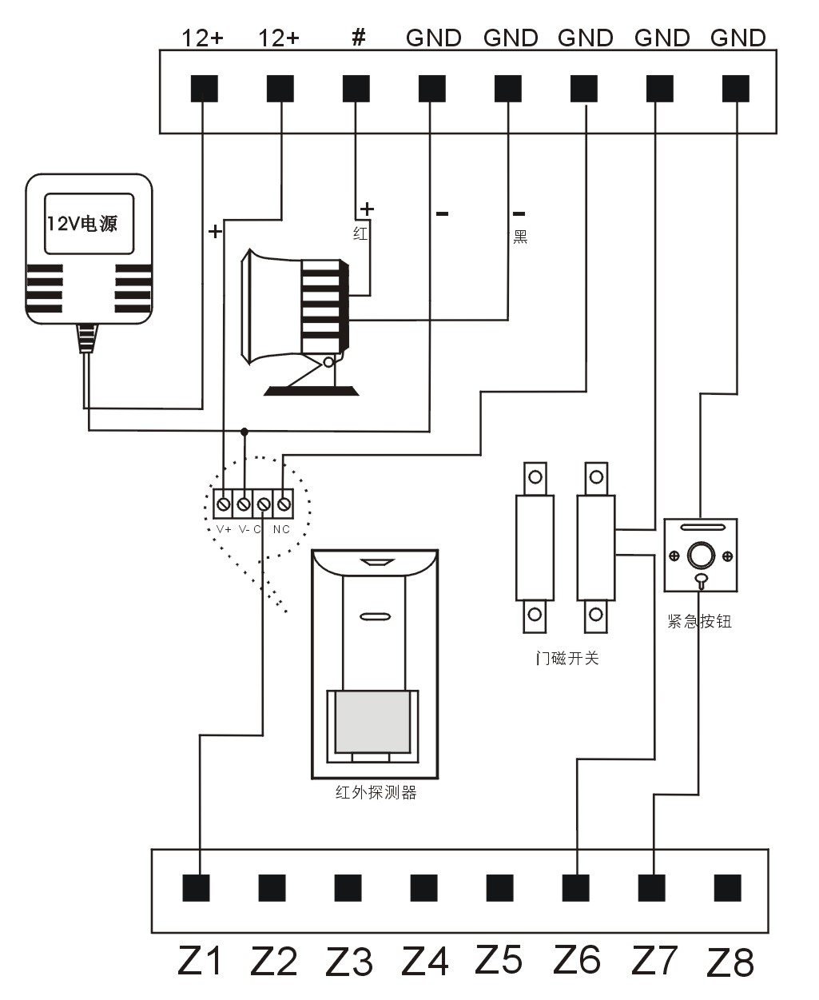 12+ 12+ # GND GND GND GND GND
12V电源
+ + - -
红 黑
V+ V- C NC
紧急按钮
门磁开关
红外探测器
Z1 Z2 Z3 Z4 Z5 Z6 Z7 Z8